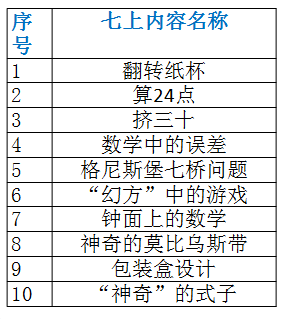 序号 七上内容名称
1 翻转纸杯
2 算24点
3 挤三十
4 数学中的误差
5 格尼斯堡七桥问题
6 “幻方”中的游戏
7 钟面上的数学
8 神奇的莫比乌斯带
9 包装盒设计
10 “神奇”的式子